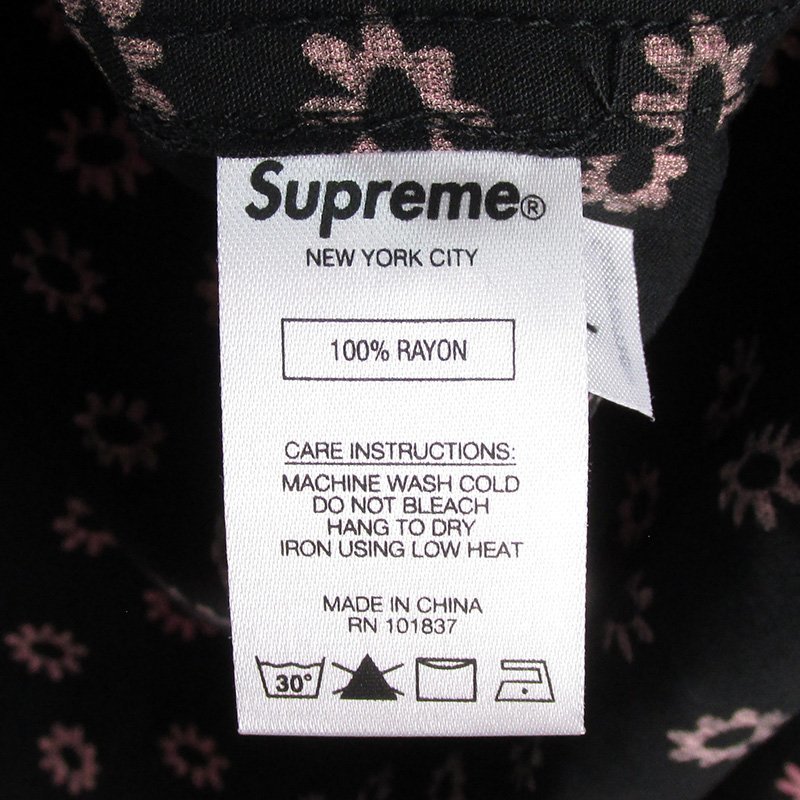 Supreme®
NEW YORK CITY
100% RAYON
CARE INSTRUCTIONS:
MACHINE WASH COLD
DO NOT BLEACH
HANG TO DRY
IRON USING LOW HEAT
MADE IN CHINA
RN 101837
30°